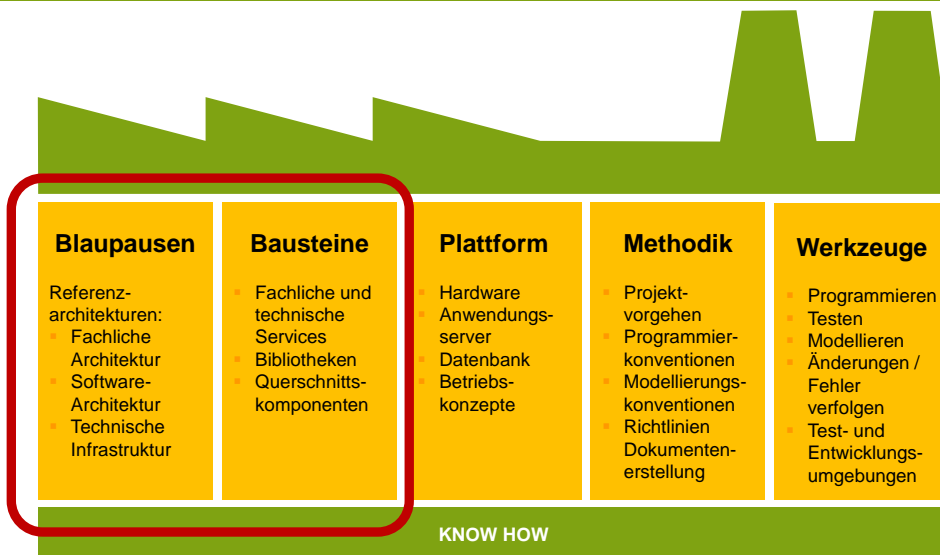 Blaupausen
Referenz-
architekturen:
Fachliche
Architektur
Software-
Architektur
Technische
Infrastruktur
Bausteine
Fachliche und
technische
Services
Bibliotheken
Querschnitts-
komponenten
Plattform
Hardware
Anwendungs-
server
Datenbank
Betriebs-
konzepte
Methodik
Projekt-
vorgehen
Programmier-
konventionen
Modellierungs-
konventionen
Richtlinien
Dokumenten-
erstellung
Werkzeuge
Programmieren
Testen
Modellieren
Änderungen /
Fehler
verfolgen
Test- und
Entwicklungs-
umgebungen
KNOW HOW